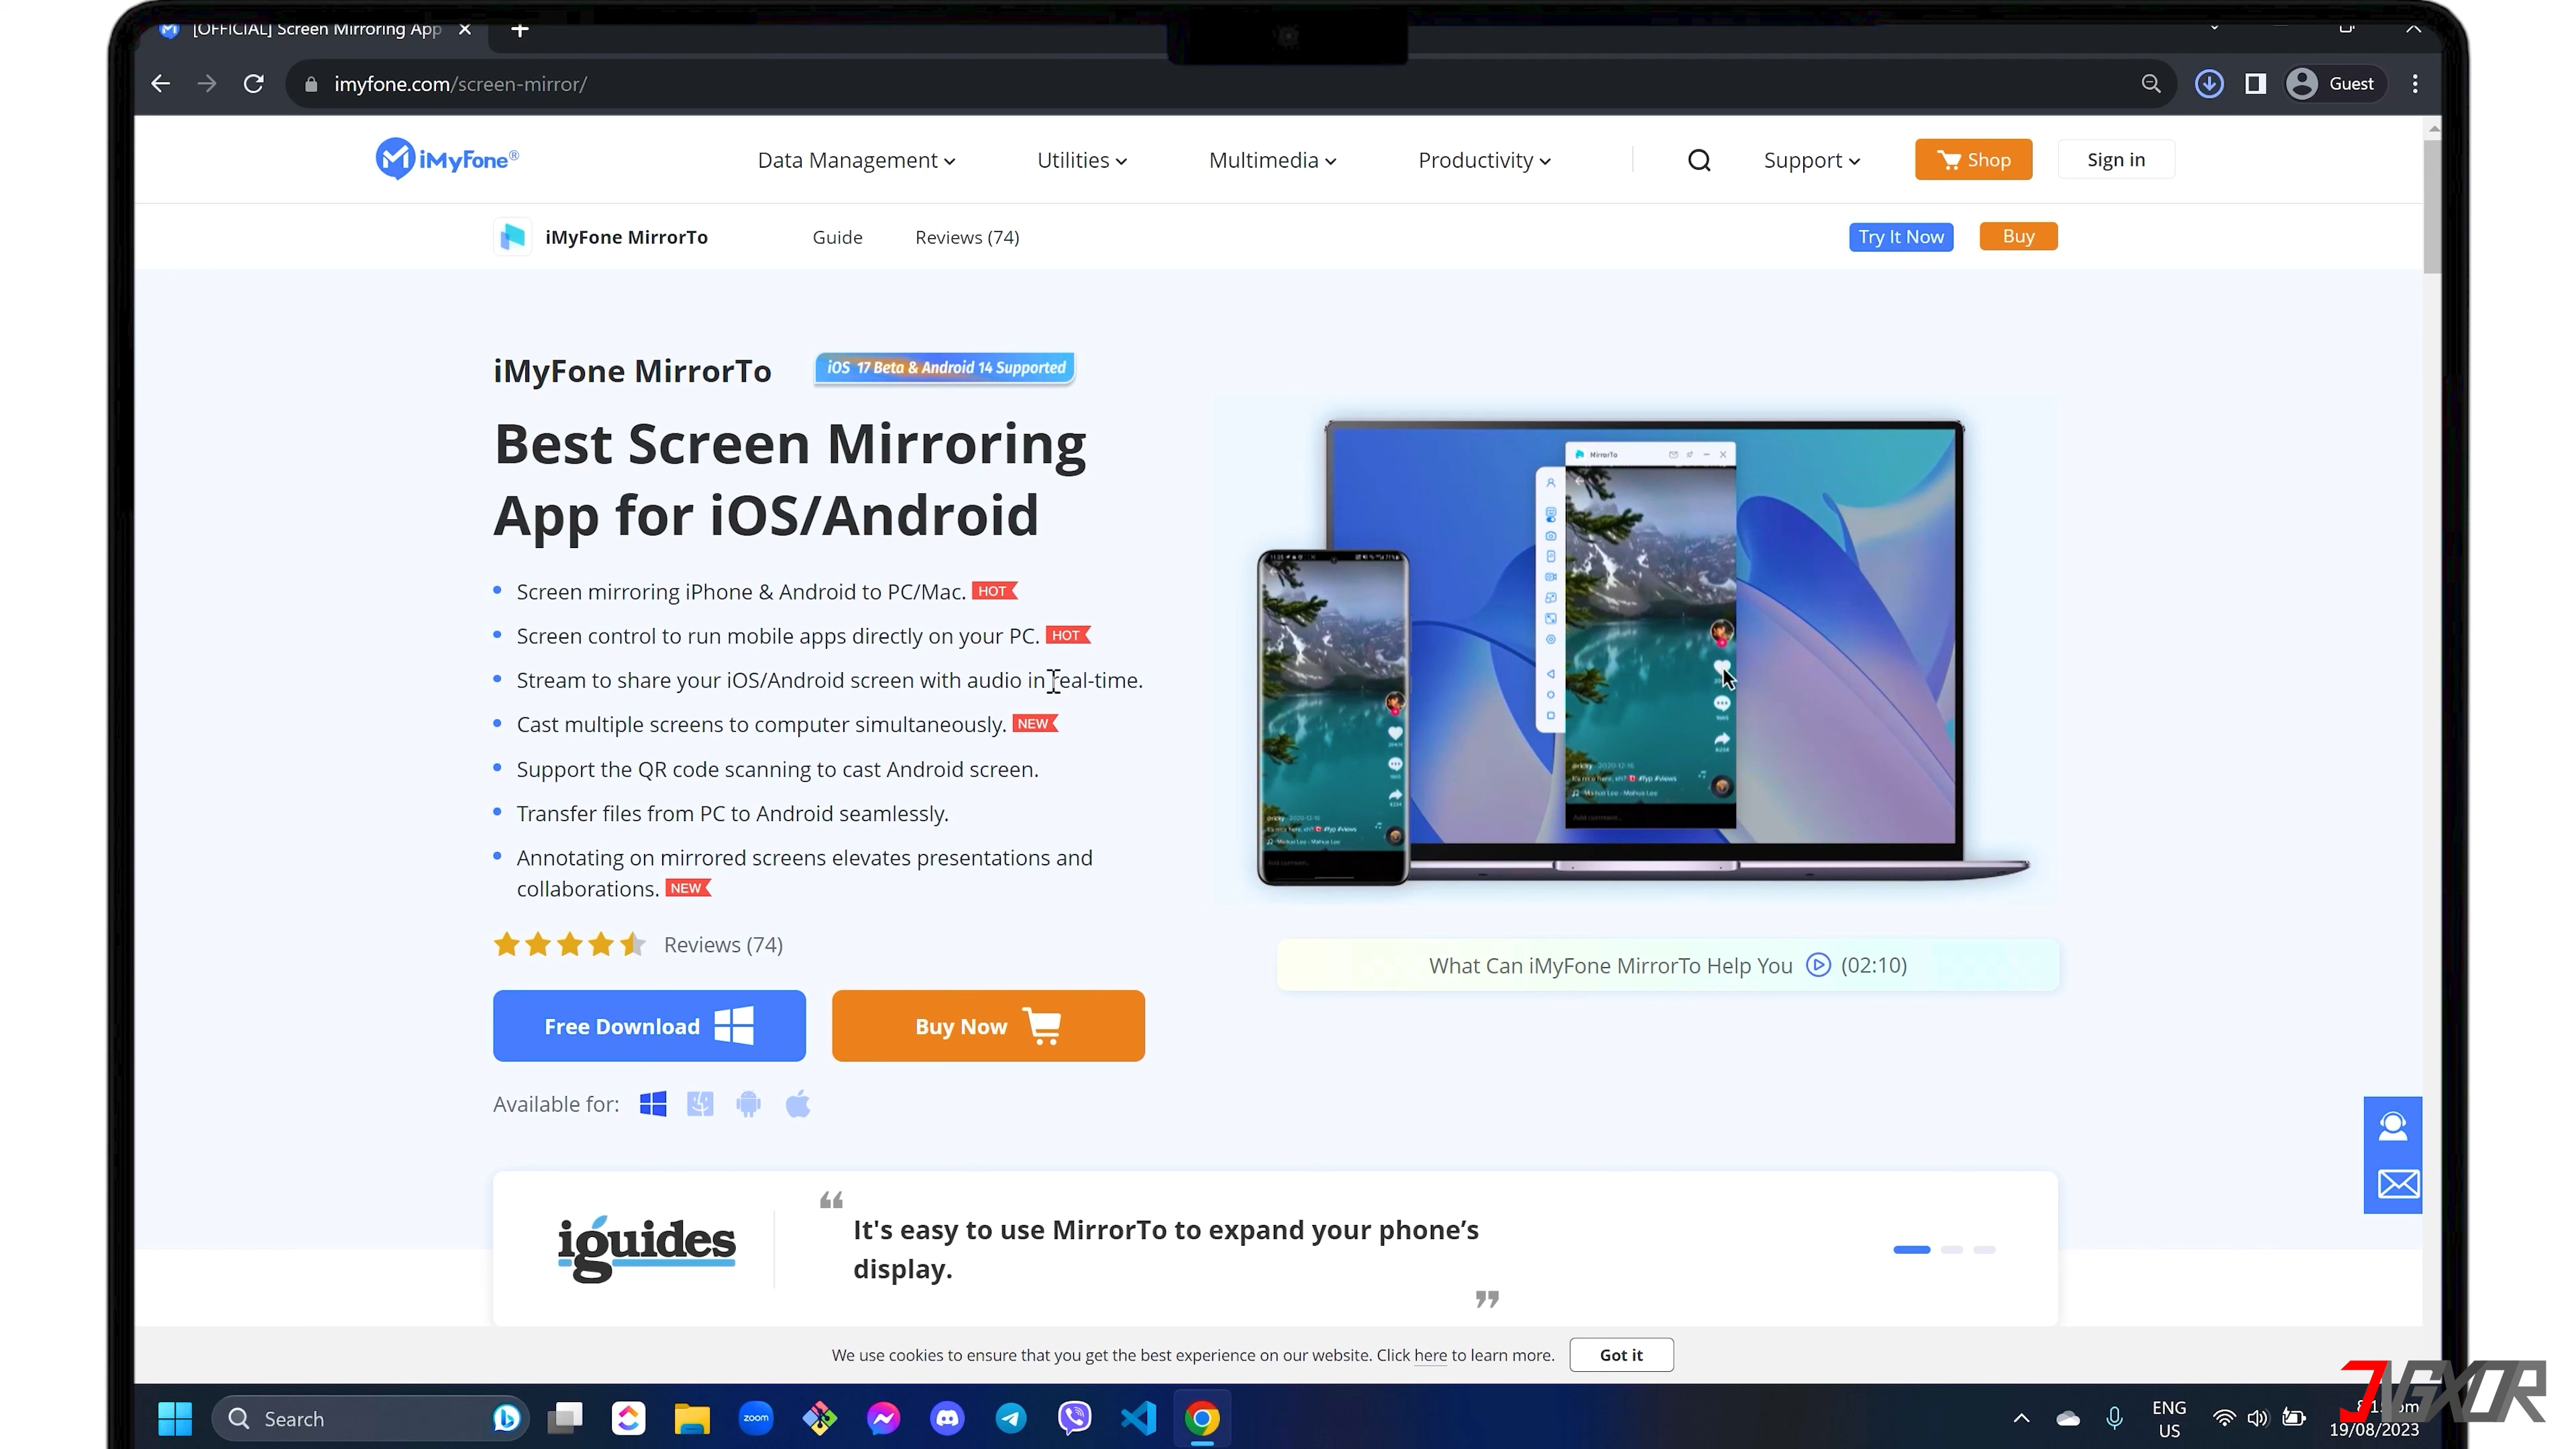 [OFFICIAL] Screen Mirroring App
imyfone.com/screen-mirror/
Guest
iMyFone®
Data Management
Utilities
Multimedia
Productivity
Support
Shop
Sign in
iMyFone MirrorTo
Guide
Reviews (74)
Try It Now
Buy
iMyFone MirrorTo
iOS 17 Beta & Android 14 Supported
Best Screen Mirroring
App for iOS/Android
Screen mirroring iPhone & Android to PC/Mac. HOT
Screen control to run mobile apps directly on your PC. HOT
Stream to share your iOS/Android screen with audio in real-time.
Cast multiple screens to computer simultaneously. NEW
Support the QR code scanning to cast Android screen.
Transfer files from PC to Android seamlessly.
Annotating on mirrored screens elevates presentations and
collaborations. NEW
Reviews (74)
Free Download
Buy Now
Available for:
MirrorTo
What Can iMyFone MirrorTo Help You (02:10)
iguides
“ It's easy to use MirrorTo to expand your phone’s
display. ”
We use cookies to ensure that you get the best experience on our website. Click here to learn more.
Got it
Search
zoom
ENG
US
19/08/2023